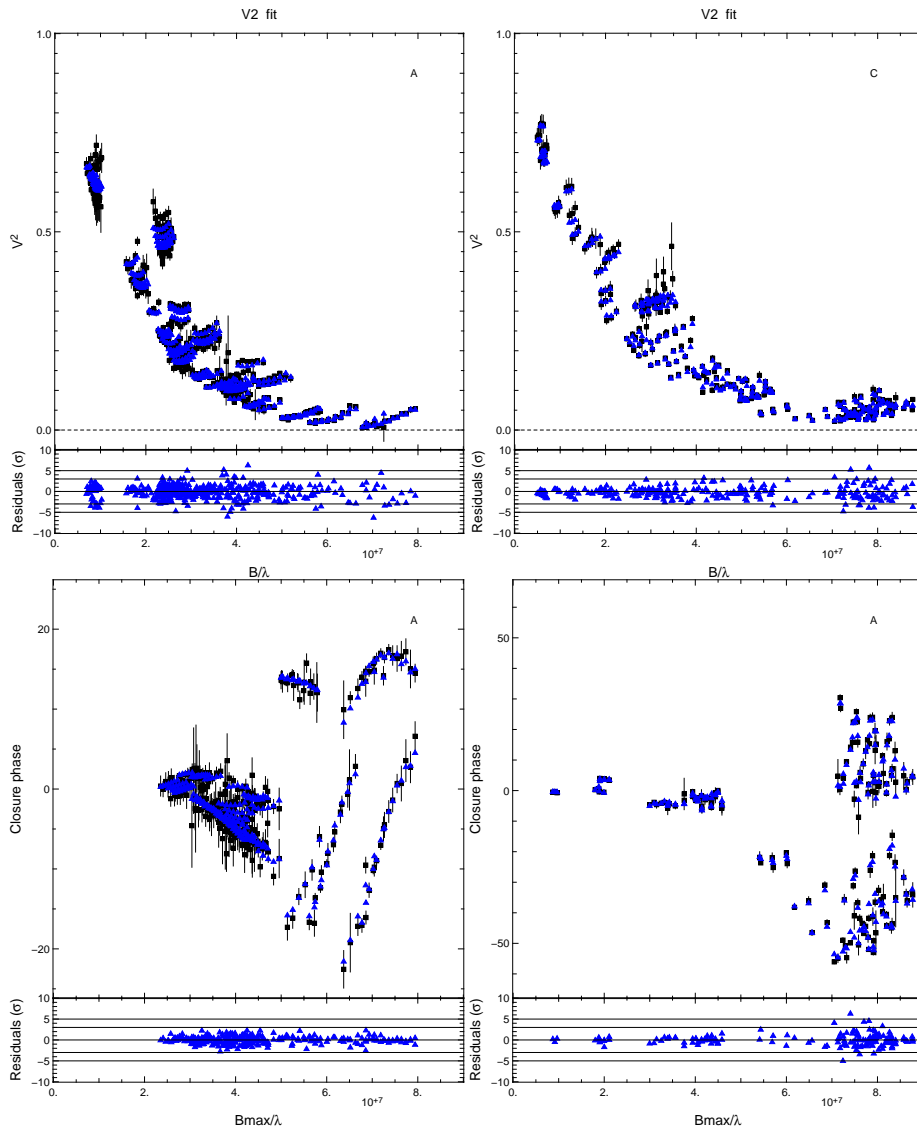 V2 fit
V2 fit
1.0
1.0
A
C
V²
V²
0.5
0.5
0.0
0.0
Residuals (σ)
10
5
0
−5
−10
Residuals (σ)
10
5
0
−5
−10
0. 2. 4. 6. 8.
10+7
0. 2. 4. 6. 8.
10+7
B/λ
B/λ
A
A
Closure phase
20
0
−20
Closure phase
50
0
−50
Residuals (σ)
10
5
0
−5
−10
Residuals (σ)
10
5
0
−5
−10
0. 2. 4. 6. 8.
10+7
0. 2. 4. 6. 8.
10+7
Bmax/λ
Bmax/λ